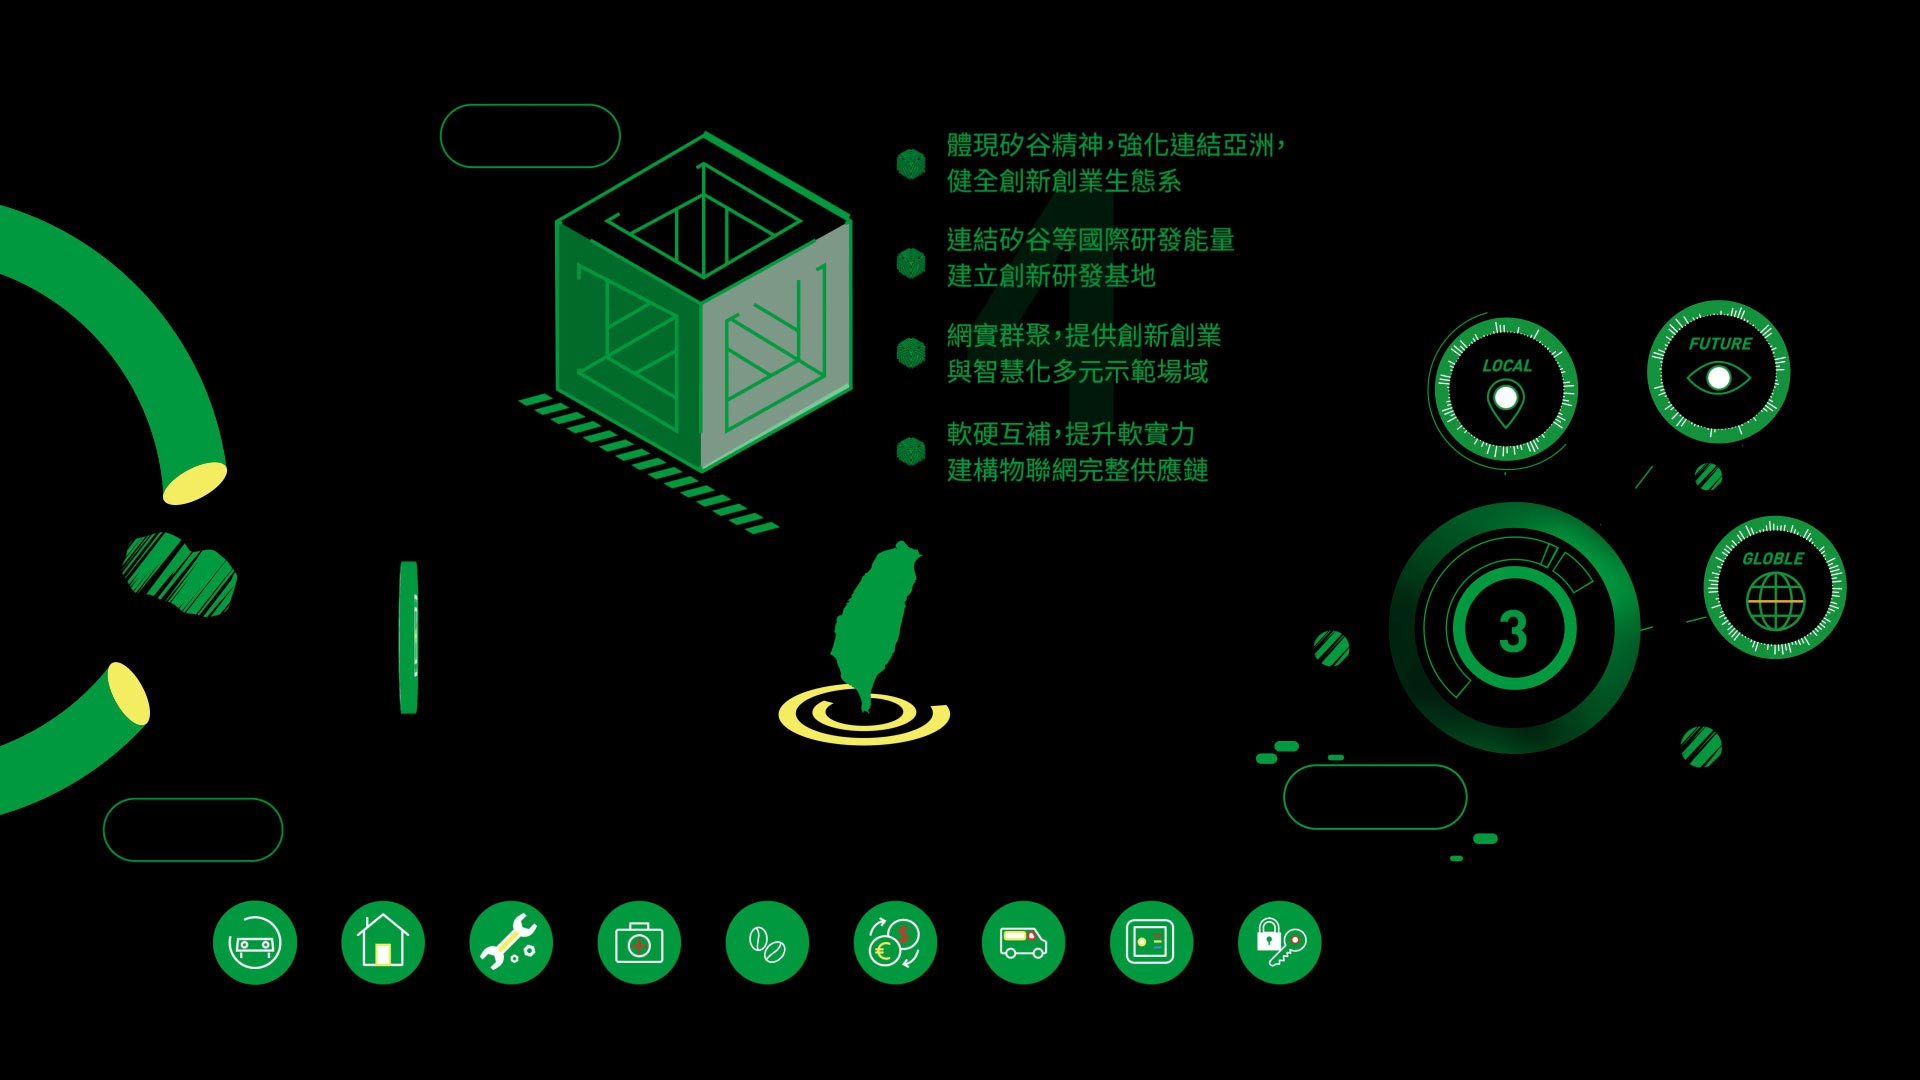 體現矽谷精神，強化連結亞洲，
健全創新創業生態系
連結矽谷等國際研發能量
建立創新研發基地
網實群聚，提供創新創業
與智慧化多元示範場域
軟硬互補，提升軟實力
建構物聯網完整供應鏈
4
LOCAL
FUTURE
GLOBLE
3
$
€